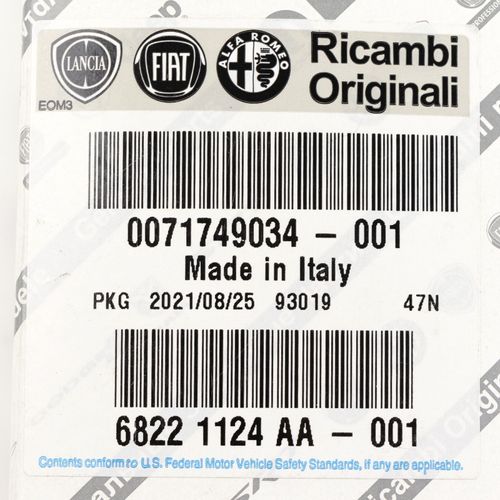 LANCIA
FIAT
ALFA ROMEO
Ricambi
Originali
EOM3
0071749034 - 001
Made in Italy
PKG 2021/08/25 93019 47N
6822 1124 AA - 001
Contents conform to U.S. Federal Motor Vehicle Safety Standards, if any are applicable.